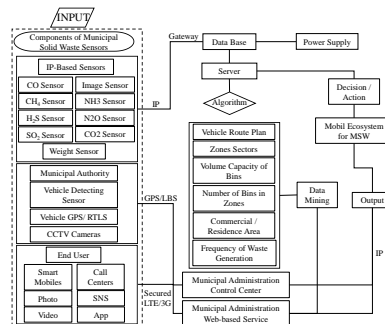 INPUT
Components of Municipal
Solid Waste Sensors
IP-Based Sensors
CO Sensor
Image Sensor
CH4 Sensor
NH3 Sensor
H2S Sensor
N2O Sensor
SO2 Sensor
CO2 Sensor
Weight Sensor
Municipal Authority
Vehicle Detecting
Sensor
Vehicle GPS/ RTLS
CCTV Cameras
End User
Smart
Mobiles
Call
Centers
Photo
SNS
Video
App
Gateway
IP
GPS/LBS
Secured
LTE/3G
Data Base
Power Supply
Server
Algorithm
Decision /
Action
Mobil Ecosystem
for MSW
Vehicle Route Plan
Zones Sectors
Volume Capacity of
Bins
Number of Bins in
Zones
Commercial /
Residence Area
Frequency of Waste
Generation
Data
Mining
Output
IP
Municipal Administration
Control Center
Municipal Administration
Web-based Service